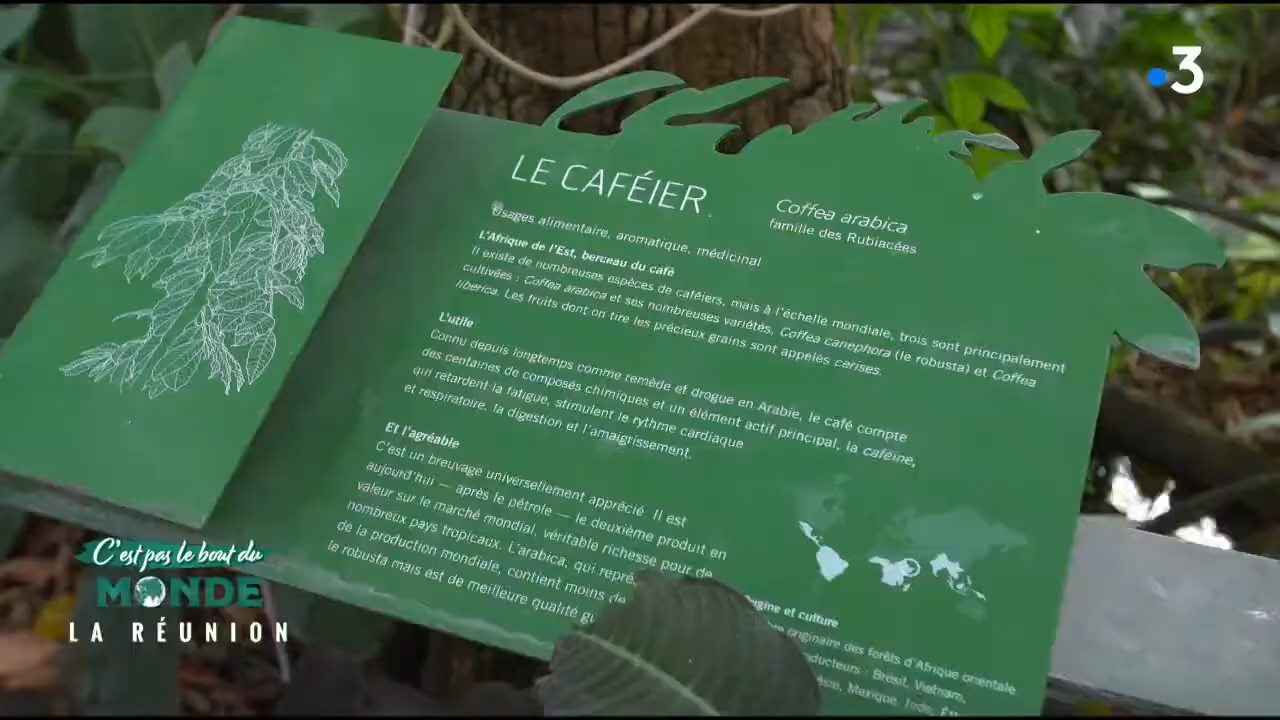 LE CAFÉIER
Coffea arabica
famille des Rubiacées
Usages alimentaire, aromatique, médicinal
L'Afrique de l'Est, berceau du café
Il existe de nombreuses espèces de caféiers, mais à l'échelle mondiale, trois sont principalement
cultivées : Coffea arabica et ses nombreuses variétés, Coffea canephora (le robusta) et Coffea
liberica. Les fruits dont on tire les précieux grains sont appelés cerises.
L'utile
Connu depuis longtemps comme remède et drogue en Arabie, le café compte
des centaines de composés chimiques et un élément actif principal, la caféine,
qui retardent la fatigue, stimulent le rythme cardiaque
et respiratoire, la digestion et l'amaigrissement.
Et l'agréable
C'est un breuvage universellement apprécié. Il est
aujourd'hui — après le pétrole — le deuxième produit en
valeur sur le marché mondial, véritable richesse pour de
nombreux pays tropicaux. L'arabica, qui repré
de la production mondiale, contient moins de
le robusta mais est de meilleure qualité gu
et culture
originaire des forêts d'Afrique orientale
Brésil, Vietnam,
Mexique, Inde,
3
C'est pas le bout du
MONDE
LA RÉUNION